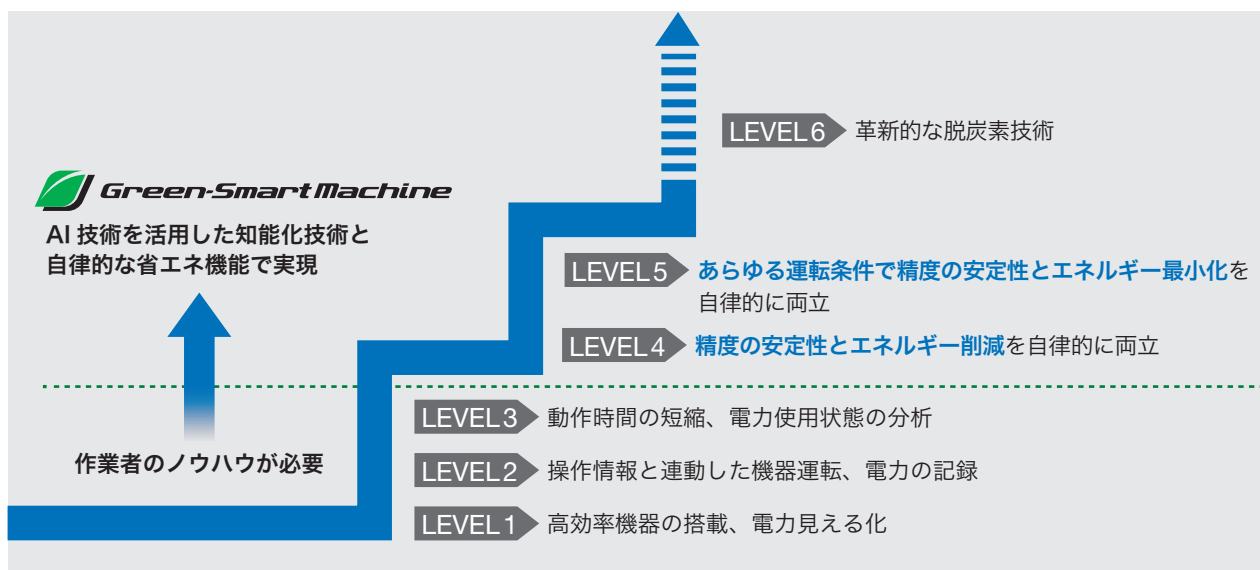 LEVEL6 革新的な脱炭素技術
Green-Smart Machine
AI 技術を活用した知能化技術と
自律的な省エネ機能で実現
LEVEL5 あらゆる運転条件で精度の安定性とエネルギー最小化を
自律的に両立
LEVEL4 精度の安定性とエネルギー削減を自律的に両立
LEVEL3 動作時間の短縮、電力使用状態の分析
作業者のノウハウが必要
LEVEL2 操作情報と連動した機器運転、電力の記録
LEVEL1 高効率機器の搭載、電力見える化